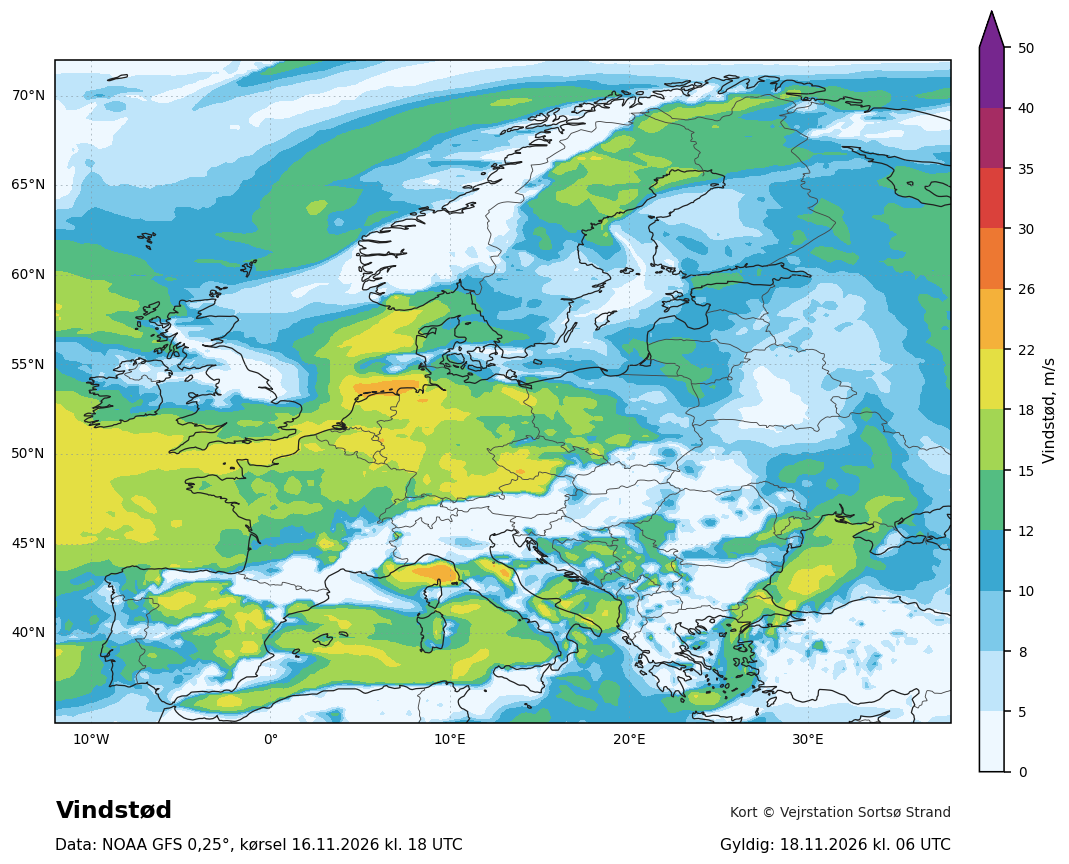 50
40
35
30
26
22
18
15
12
10
8
5
0
Vindstød, m/s
70°N
65°N
60°N
55°N
50°N
45°N
40°N
10°W
0°
10°E
20°E
30°E
Vindstød
Kort © Vejrstation Sortsø Strand
Data: NOAA GFS 0,25°, kørsel 16.11.2026 kl. 18 UTC
Gyldig: 18.11.2026 kl. 06 UTC